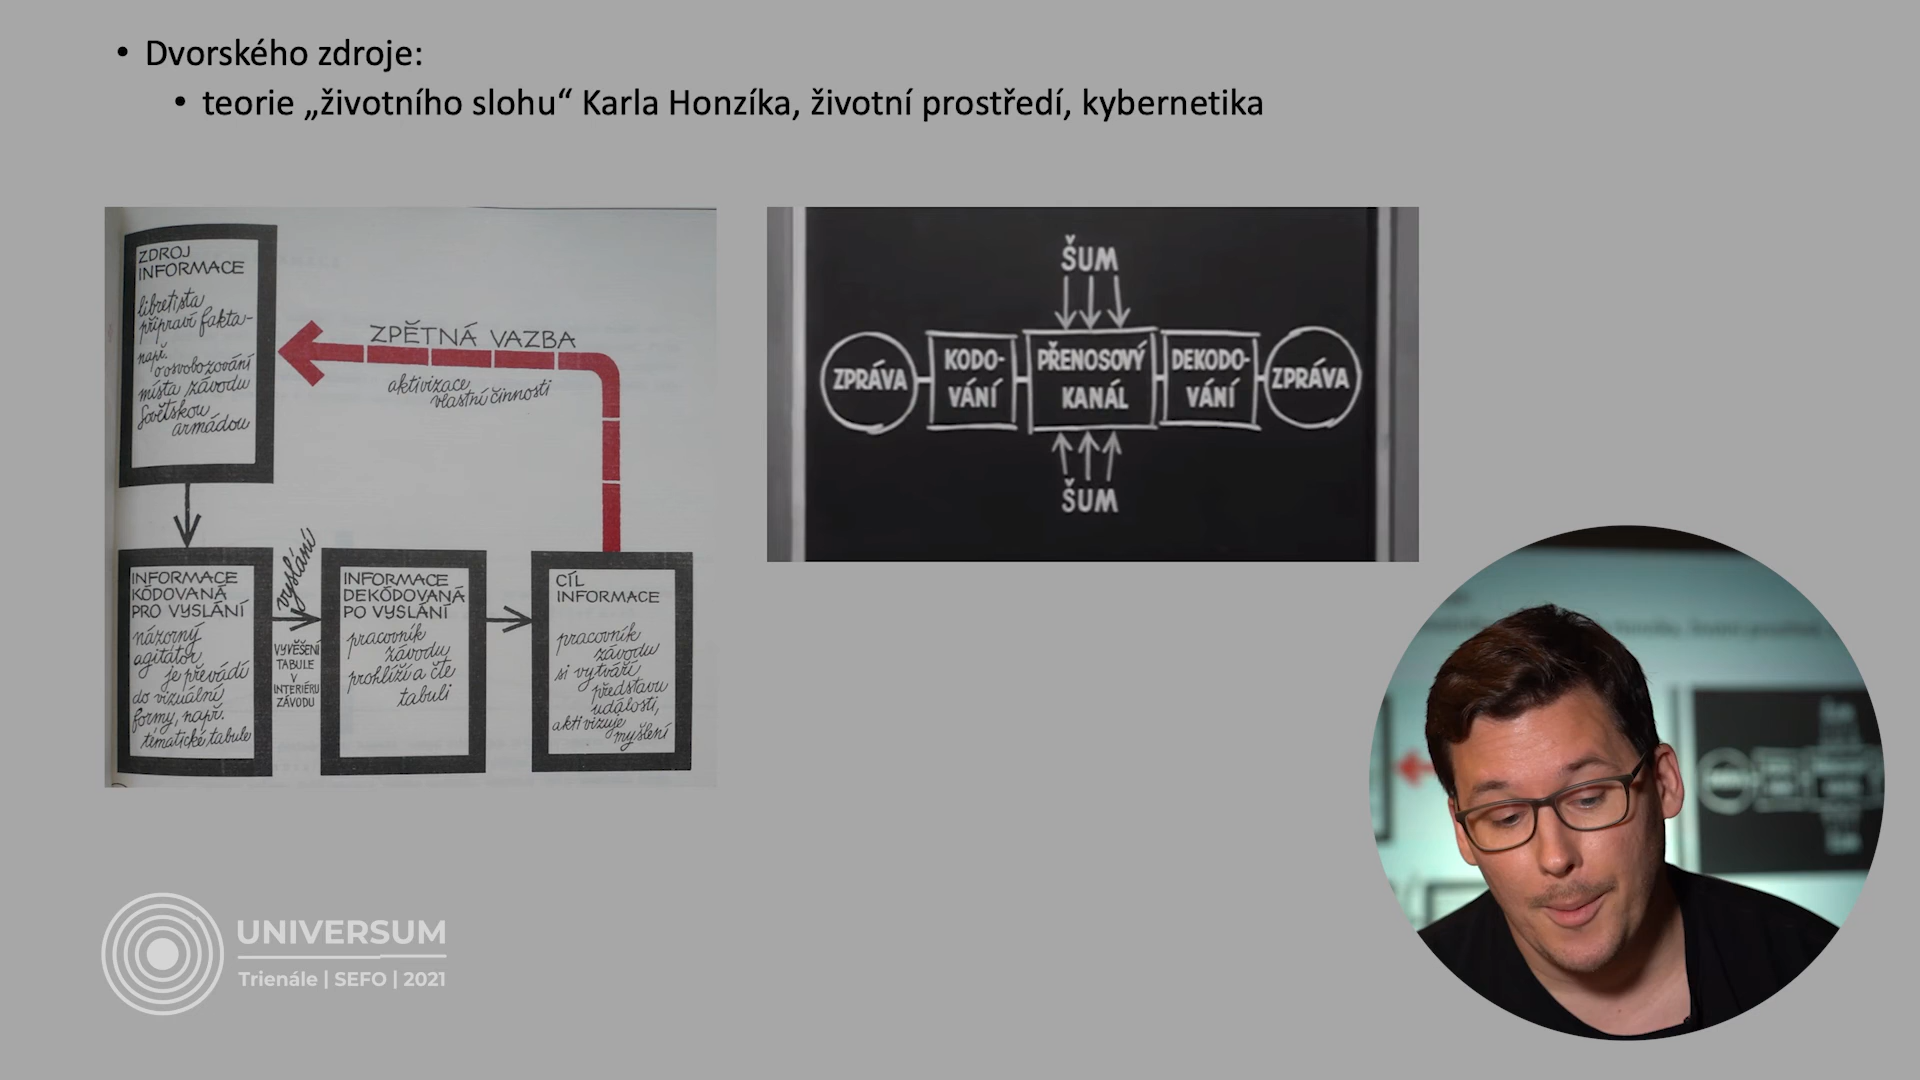 • Dvorského zdroje:
• teorie „životního slohu“ Karla Honzíka, životní prostředí, kybernetika
ZDROJ
INFORMACE
libretista
připraví fakta-
např.
o osvobozování
místa závodu
Sovětskou
armádou
ZPĚTNÁ VAZBA
aktivizace
vlastní činnosti
INFORMACE
KÓDOVANÁ
PRO VYSLÁNÍ
názorný
agitátor
je převádí
do vizuální
formy, např.
tématické tabule
vyslání
VYVĚŠENÍ
TABULE
V
INTERIÉRU
ZÁVODU
INFORMACE
DEKÓDOVANÁ
PO VYSLÁNÍ
pracovník
závodu
prohlíží a čte
tabuli
CÍL
INFORMACE
pracovník
závodu
si vytváří
představu
události,
aktivizuje
myšlení
ŠUM
ZPRÁVA
KODO-
VÁNÍ
PŘENOSOVÝ
KANÁL
DEKODO-
VÁNÍ
ZPRÁVA
ŠUM
UNIVERSUM
Trienále | SEFO | 2021